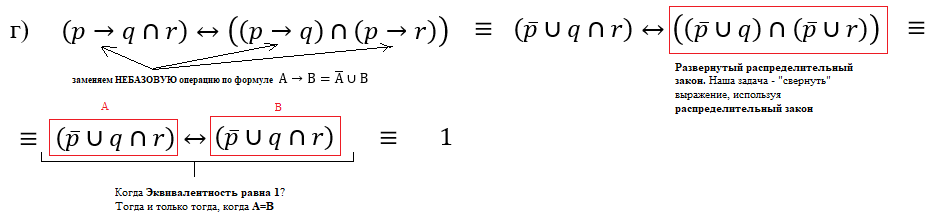 г) (p → q ∩ r) ↔ ((p → q) ∩ (p → r)) ≡ (p̄ ∪ q ∩ r) ↔ ((p̄ ∪ q) ∩ (p̄ ∪ r)) ≡
заменяем НЕБАЗОВУЮ операцию по формуле A → B = A̅ ∪ B
Развернутый распределительный
закон. Наша задача - "свернуть"
выражение, используя
распределительный закон
A B
≡ (p̄ ∪ q ∩ r) ↔ (p̄ ∪ q ∩ r) ≡ 1
Когда Эквивалентность равна 1?
Тогда и только тогда, когда A=B